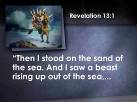 Revelation 13:1
"Then I stood on the sand of
the sea. And I saw a beast
rising up out of the sea,...